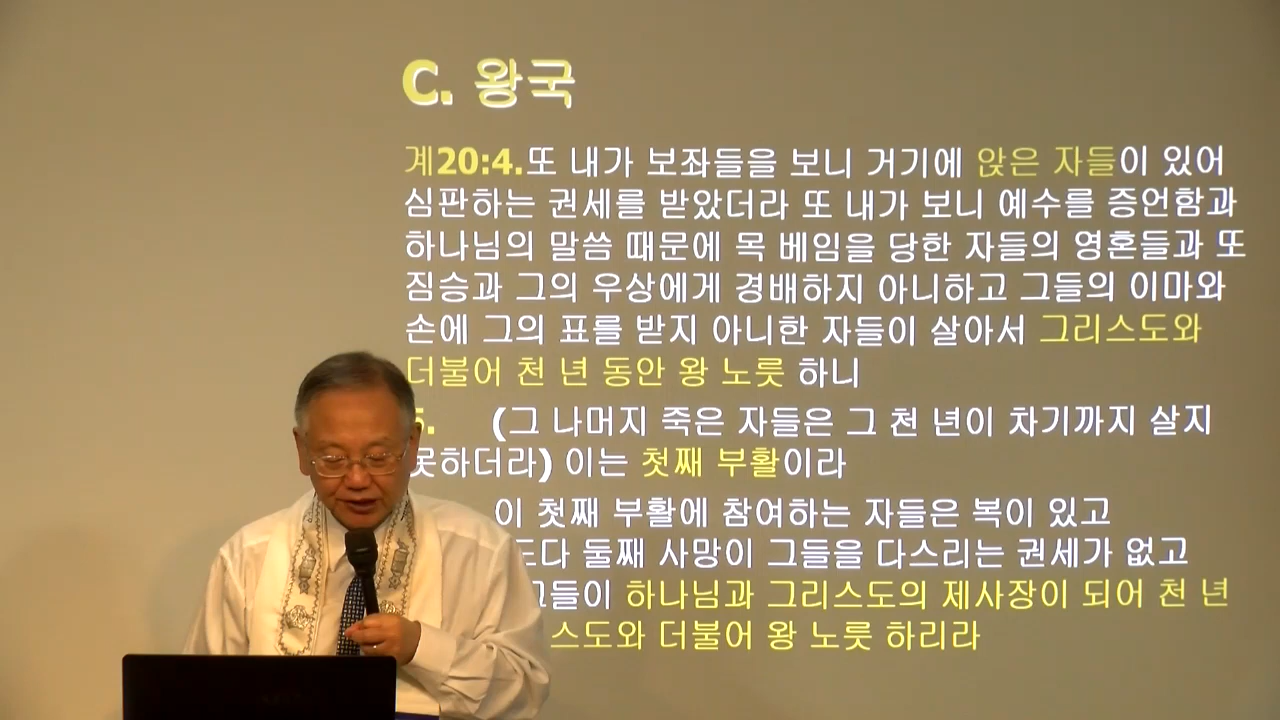 C. 왕국
계20:4.또 내가 보좌들을 보니 거기에 앉은 자들이 있어
심판하는 권세를 받았더라 또 내가 보니 예수를 증언함과
하나님의 말씀 때문에 목 베임을 당한 자들의 영혼들과 또
짐승과 그의 우상에게 경배하지 아니하고 그들의 이마와
손에 그의 표를 받지 아니한 자들이 살아서 그리스도와
더불어 천 년 동안 왕 노릇 하니
5. (그 나머지 죽은 자들은 그 천 년이 차기까지 살지
못하더라) 이는 첫째 부활이라
이 첫째 부활에 참여하는 자들은 복이 있고
도다 둘째 사망이 그들을 다스리는 권세가 없고
그들이 하나님과 그리스도의 제사장이 되어 천 년
스도와 더불어 왕 노릇 하리라